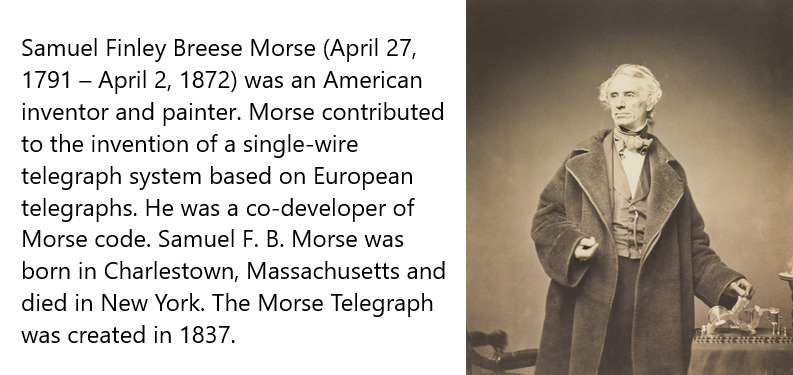 Samuel Finley Breese Morse (April 27,
1791 – April 2, 1872) was an American
inventor and painter. Morse contributed
to the invention of a single-wire
telegraph system based on European
telegraphs. He was a co-developer of
Morse code. Samuel F. B. Morse was
born in Charlestown, Massachusetts and
died in New York. The Morse Telegraph
was created in 1837.